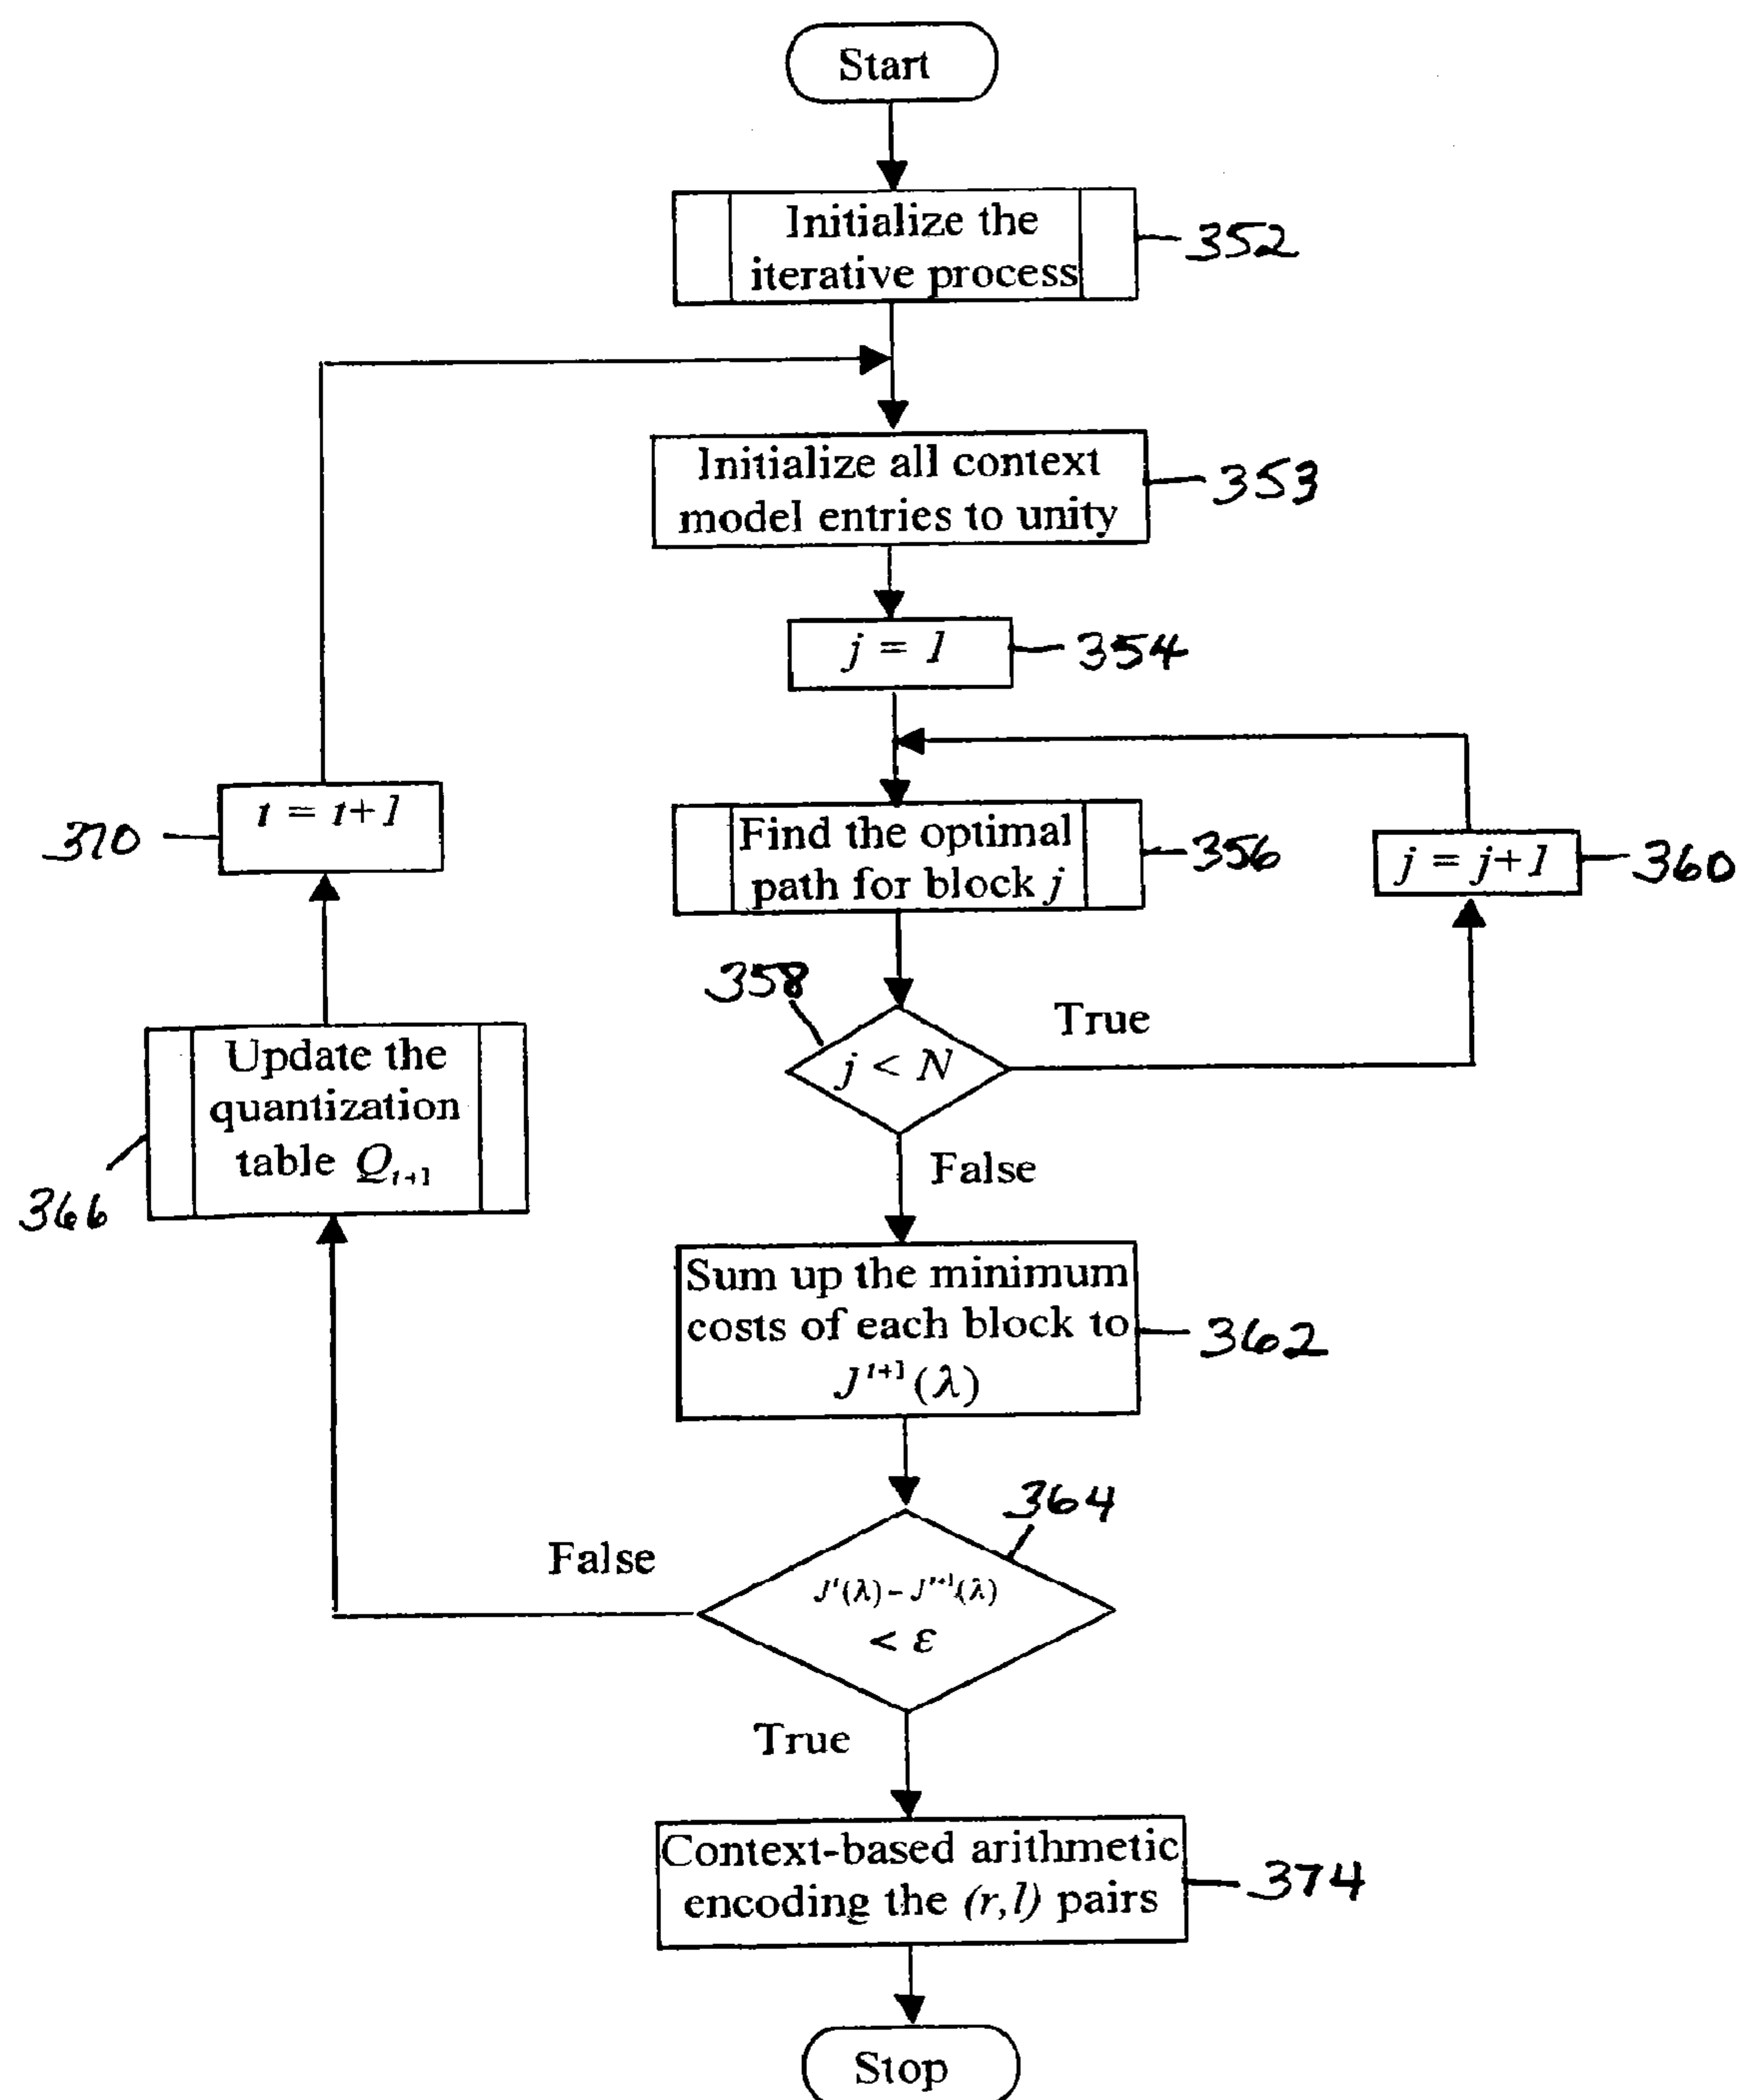 Start
Initialize the
iterative process
352
Initialize all context
model entries to unity
353
j = 1
354
t = t+1
370
Find the optimal
path for block j
356
j = j+1
360
358
j < N
True
Update the
quantization
table Q_{t+1}
366
False
Sum up the minimum
costs of each block to
J^{t+1}(λ)
362
364
False
J^t(λ) – J^{t+1}(λ)
< ε
True
Context-based arithmetic
encoding the (r,l) pairs
374
Stop